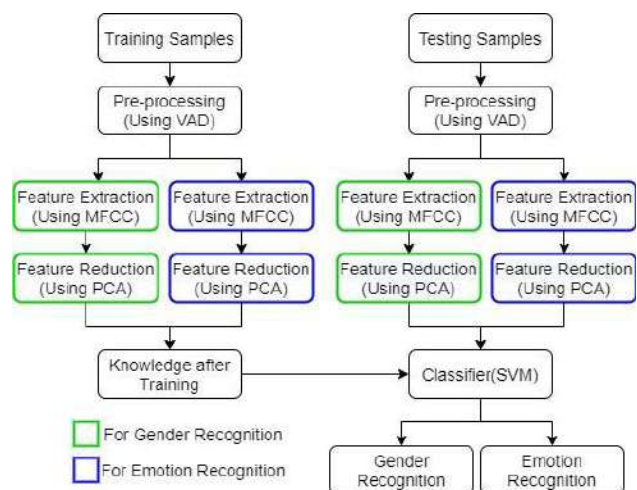 Training Samples
Testing Samples
Pre-processing
(Using VAD)
Pre-processing
(Using VAD)
Feature Extraction
(Using MFCC)
Feature Extraction
(Using MFCC)
Feature Extraction
(Using MFCC)
Feature Extraction
(Using MFCC)
Feature Reduction
(Using PCA)
Feature Reduction
(Using PCA)
Feature Reduction
(Using PCA)
Feature Reduction
(Using PCA)
Knowledge after
Training
Classifier(SVM)
For Gender Recognition
For Emotion Recognition
Gender
Recognition
Emotion
Recognition